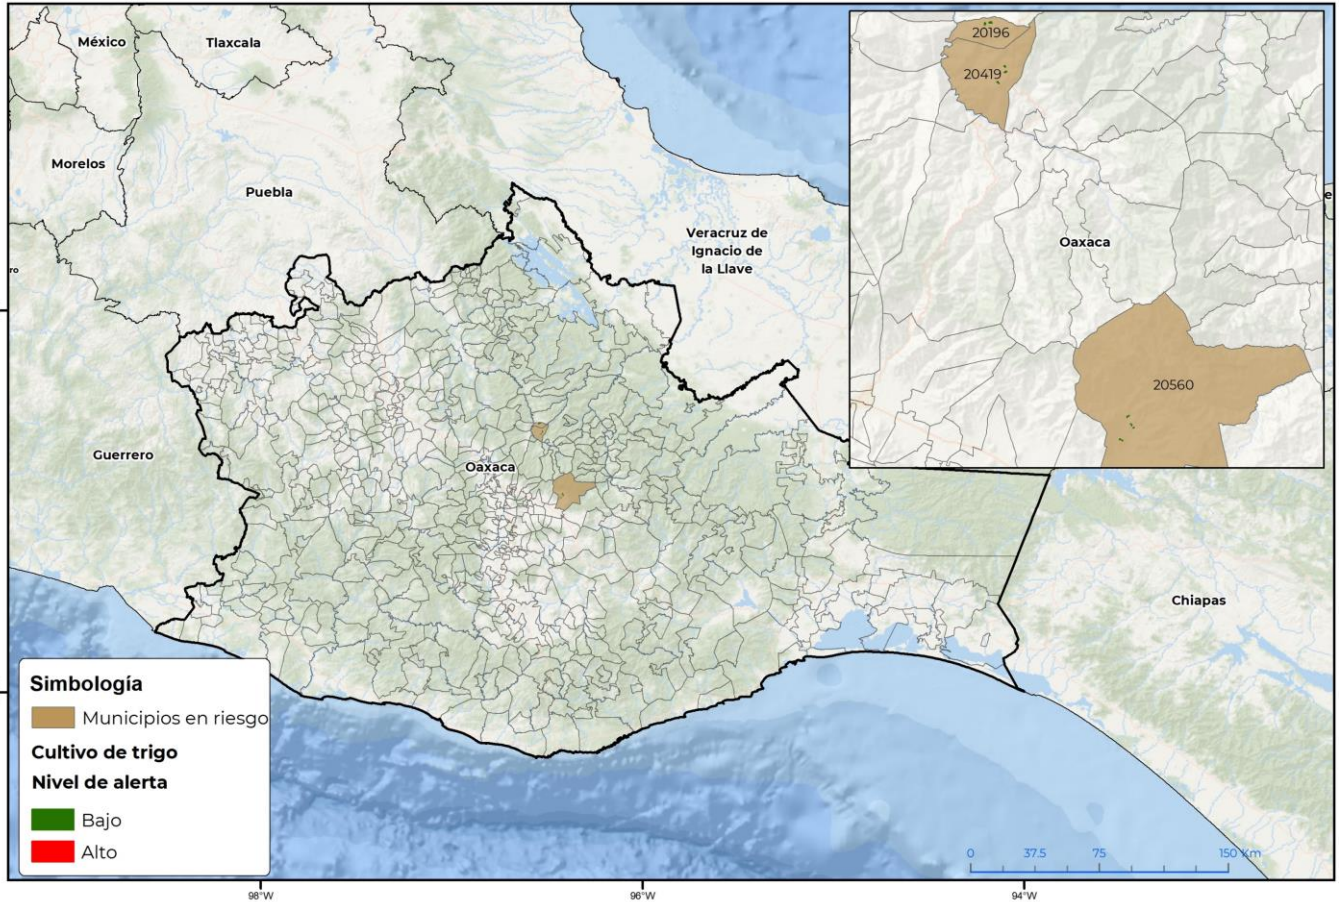 México
Tlaxcala
Morelos
Puebla
Veracruz de
Ignacio de
la Llave
ro
Guerrero
Oaxaca
Chiapas
20196
20419
Oaxaca
20560
e
Simbología
Municipios en riesgo
Cultivo de trigo
Nivel de alerta
Bajo
Alto
0 37.5 75 150 Km
98°W 96°W 94°W